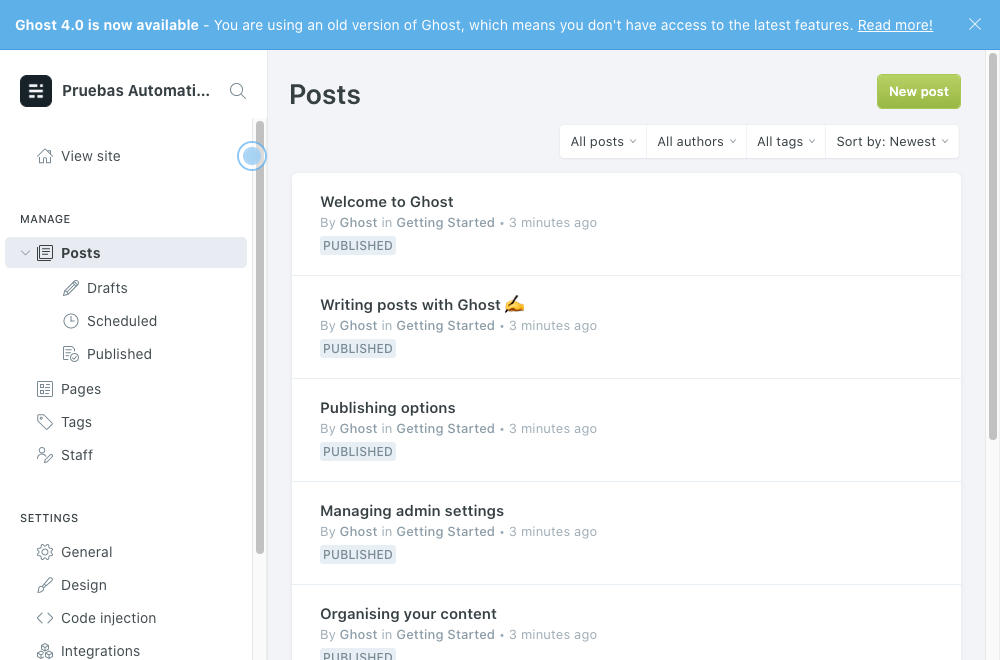 Ghost 4.0 is now available - You are using an old version of Ghost, which means you don't have access to the latest features. Read more!
Pruebas Automati...
View site
MANAGE
Posts
Drafts
Scheduled
Published
Pages
Tags
Staff
SETTINGS
General
Design
Code injection
Integrations
Posts
New post
All posts
All authors
All tags
Sort by: Newest
Welcome to Ghost
By Ghost in Getting Started • 3 minutes ago
PUBLISHED
Writing posts with Ghost ✍️
By Ghost in Getting Started • 3 minutes ago
PUBLISHED
Publishing options
By Ghost in Getting Started • 3 minutes ago
PUBLISHED
Managing admin settings
By Ghost in Getting Started • 3 minutes ago
PUBLISHED
Organising your content
By Ghost in Getting Started • 3 minutes ago
PUBLISHED